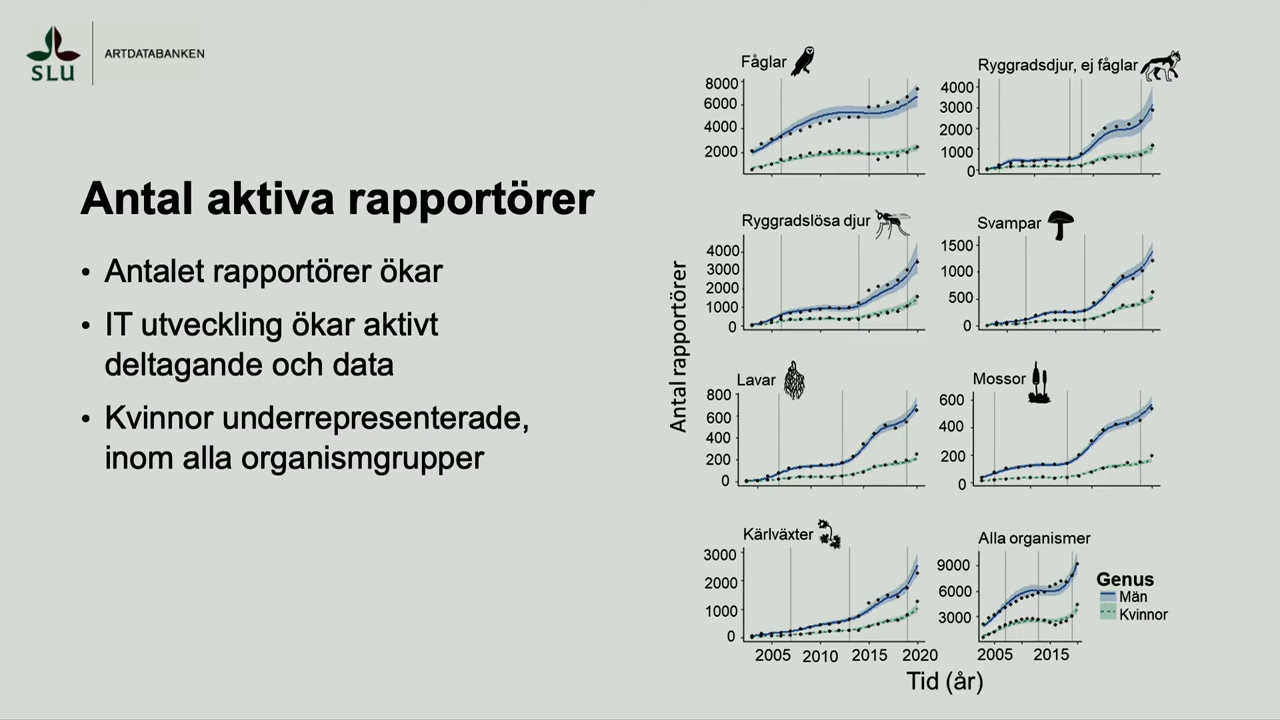 SLU
ARTDATABANKEN
Antal aktiva rapportörer
• Antalet rapportörer ökar
• IT utveckling ökar aktivt
deltagande och data
• Kvinnor underrepresenterade,
inom alla organismgrupper
Antal rapportörer
Fåglar
8000
6000
4000
2000
Ryggradsdjur, ej fåglar
4000
3000
2000
1000
0
Ryggradslösa djur
4000
3000
2000
1000
0
Svampar
1500
1000
500
0
Lavar
800
600
400
200
0
Mossor
600
400
200
0
Kärlväxter
3000
2000
1000
0
2005 2010 2015 2020
Alla organismer
9000
6000
3000
2005 2015
Genus
Män
Kvinnor
Tid (år)